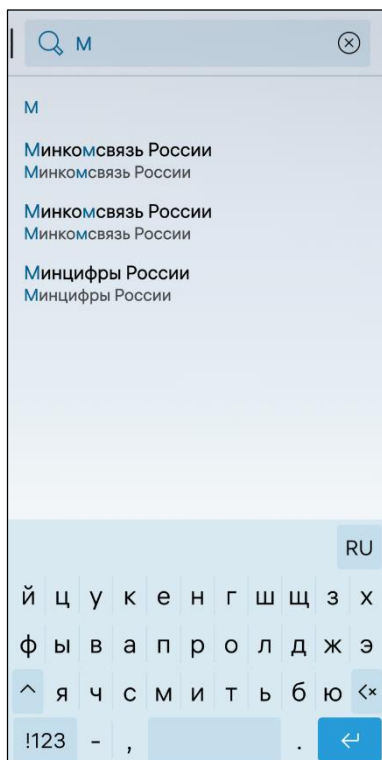 М
М
Минкомсвязь России
Минкомсвязь России
Минкомсвязь России
Минкомсвязь России
Минцифры России
Минцифры России
RU
й ц у к е н г ш щ з х
ф ы в а п р о л д ж э
я ч с м и т ь б ю
!123 - , .